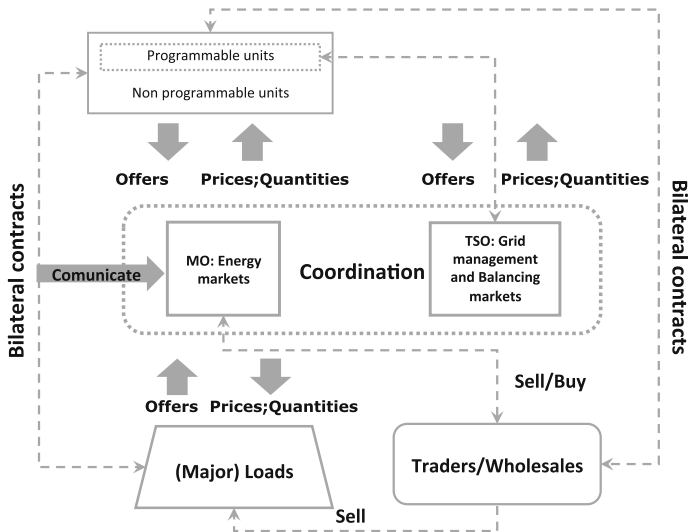 Programmable units
Non programmable units
Offers
Prices;Quantities
Offers
Prices;Quantities
Bilateral contracts
Bilateral contracts
MO: Energy
markets
Coordination
TSO: Grid
management
and Balancing
markets
Comunicate
Sell/Buy
Offers
Prices;Quantities
(Major) Loads
Traders/Wholesales
Sell